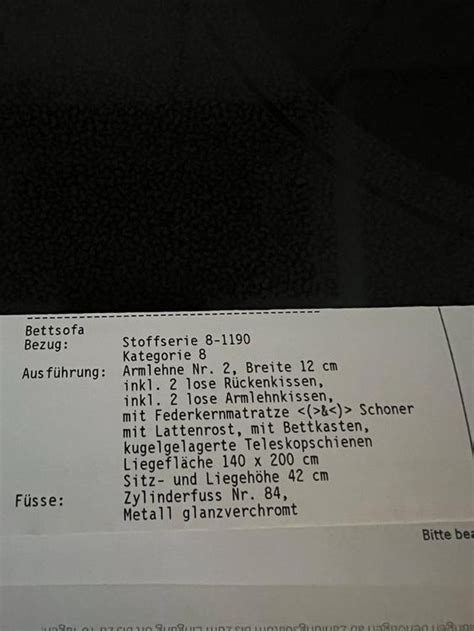 Bettsofa
Bezug: Stoffserie 8-1190
Kategorie 8
Ausführung: Armlehne Nr. 2, Breite 12 cm
inkl. 2 lose Rückenkissen,
inkl. 2 lose Armlehnkissen,
mit Federkernmatratze <(>&<)> Schoner
mit Lattenrost, mit Bettkasten,
kugelgelagerte Teleskopschienen
Liegefläche 140 x 200 cm
Sitz- und Liegehöhe 42 cm
Füsse: Zylinderfuss Nr. 84,
Metall glanzverchromt
Bitte bea